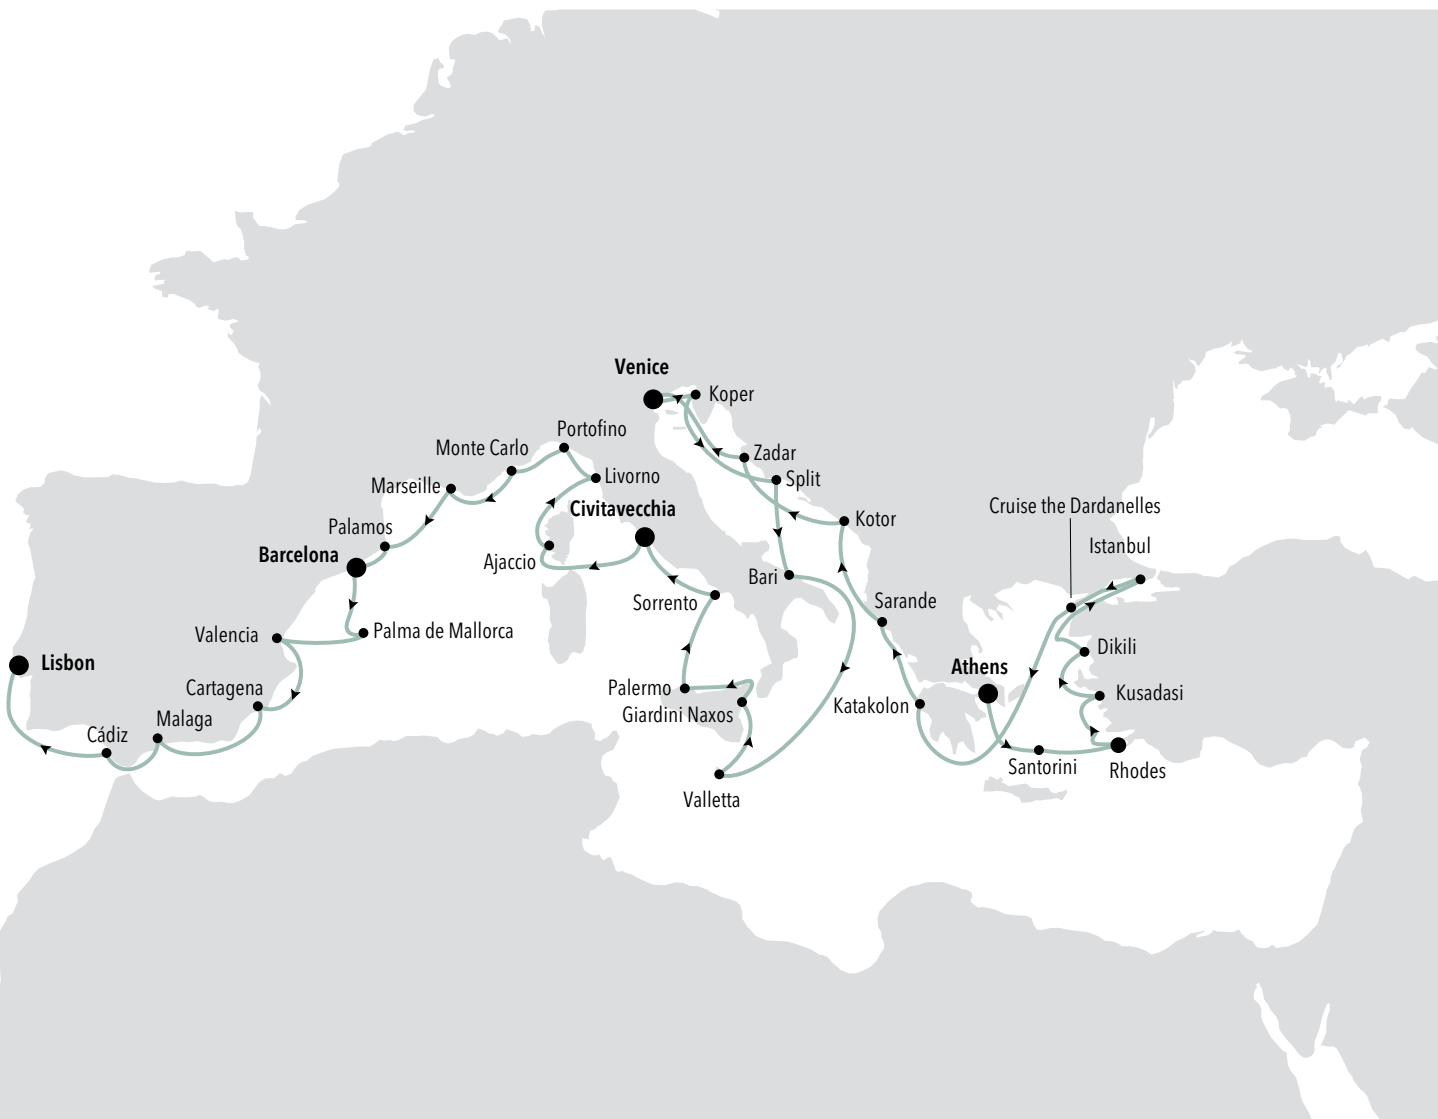 Venice
Koper
Portofino
Monte Carlo
Zadar
Livorno
Split
Marseille
Civitavecchia
Cruise the Dardanelles
Kotor
Palamos
Istanbul
Barcelona
Ajaccio
Bari
Sorrento
Sarande
Palma de Mallorca
Valencia
Dikili
Lisbon
Athens
Cartagena
Palermo
Kusadasi
Katakolon
Giardini Naxos
Malaga
Cádiz
Santorini
Rhodes
Valletta